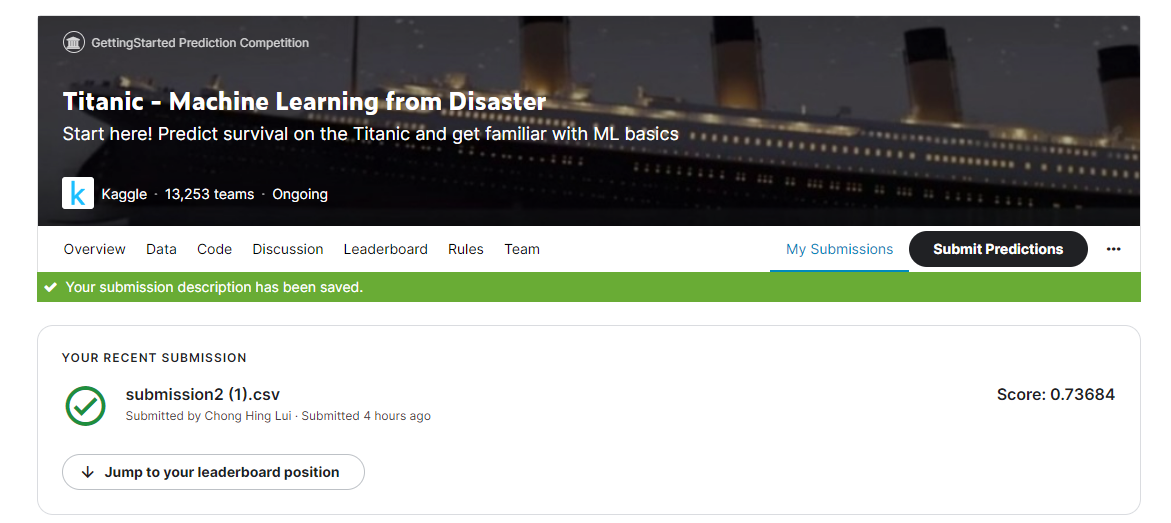 GettingStarted Prediction Competition
Titanic - Machine Learning from Disaster
Start here! Predict survival on the Titanic and get familiar with ML basics
k Kaggle · 13,253 teams · Ongoing
Overview Data Code Discussion Leaderboard Rules Team My Submissions Submit Predictions
Your submission description has been saved.
YOUR RECENT SUBMISSION
submission2 (1).csv Score: 0.73684
Submitted by Chong Hing Lui · Submitted 4 hours ago
Jump to your leaderboard position